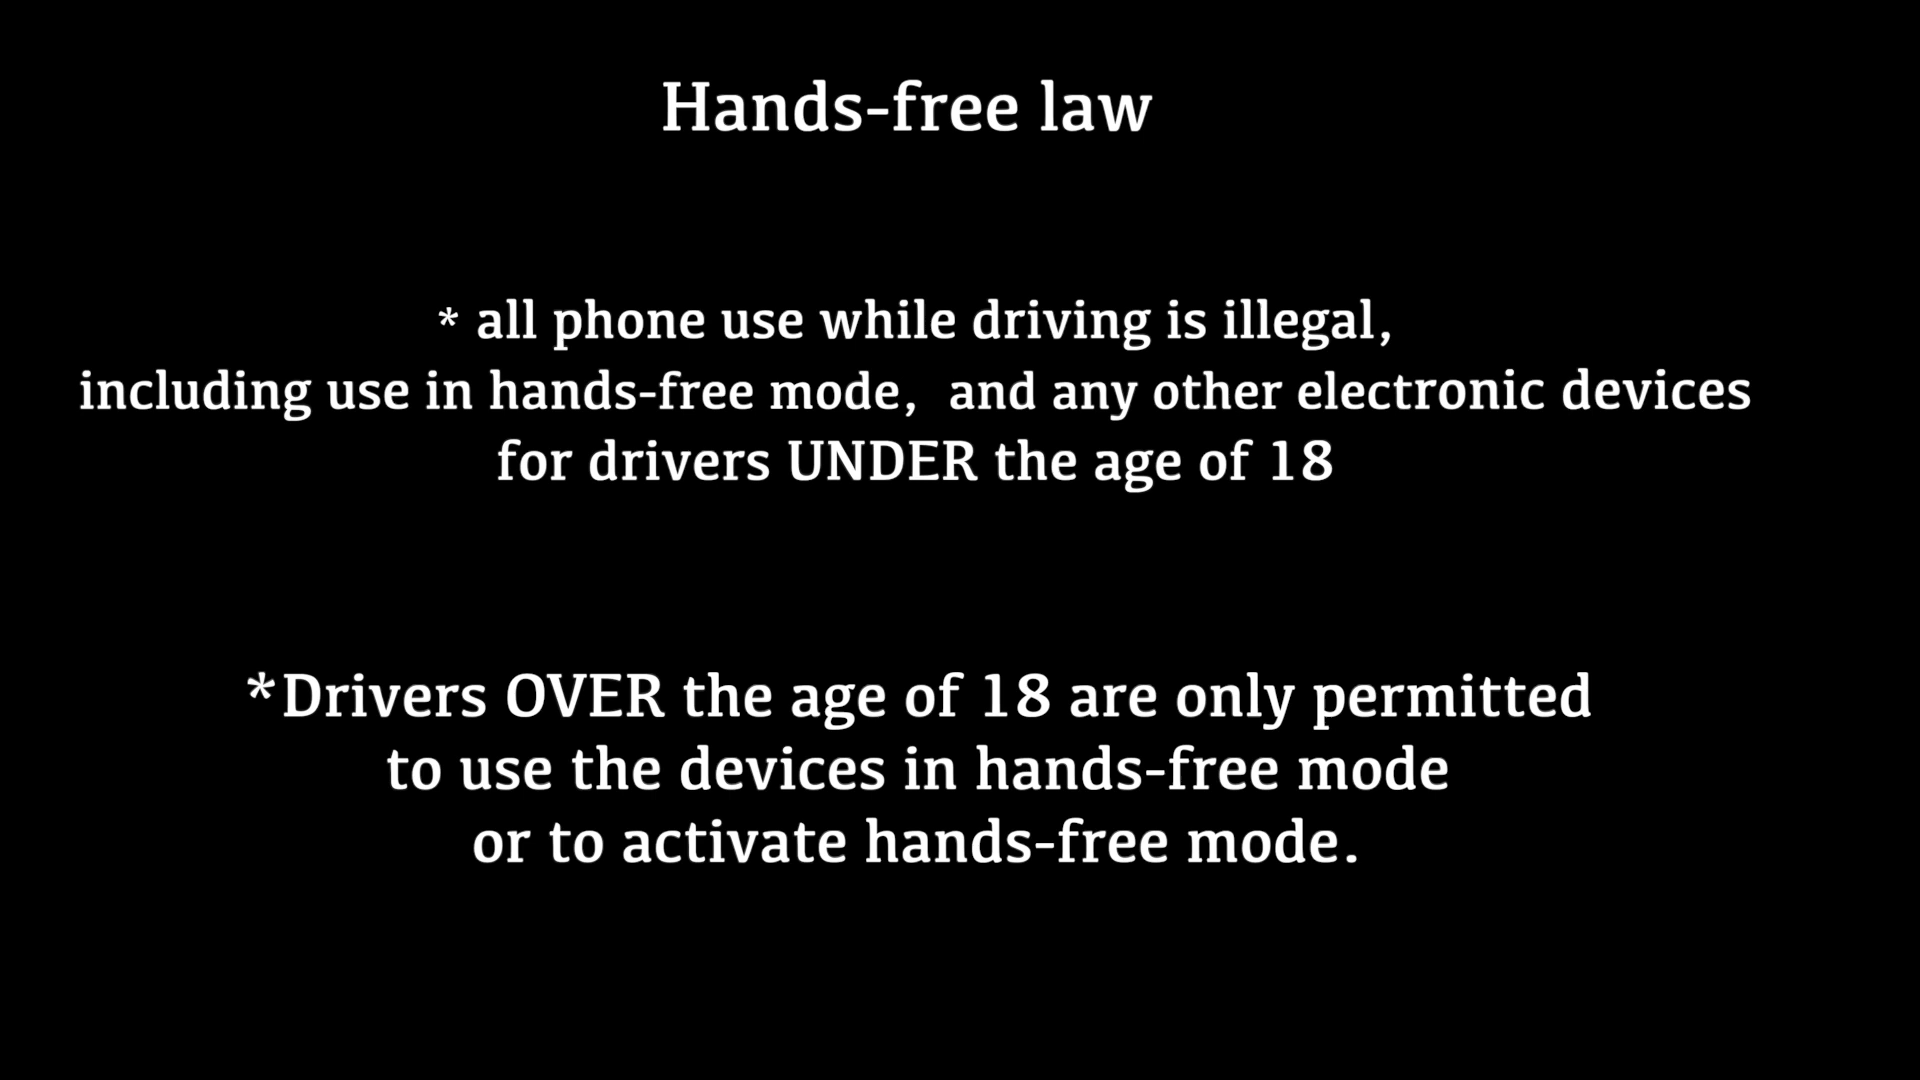 Hands-free law
* all phone use while driving is illegal,
including use in hands-free mode, and any other electronic devices
for drivers UNDER the age of 18
*Drivers OVER the age of 18 are only permitted
to use the devices in hands-free mode
or to activate hands-free mode.